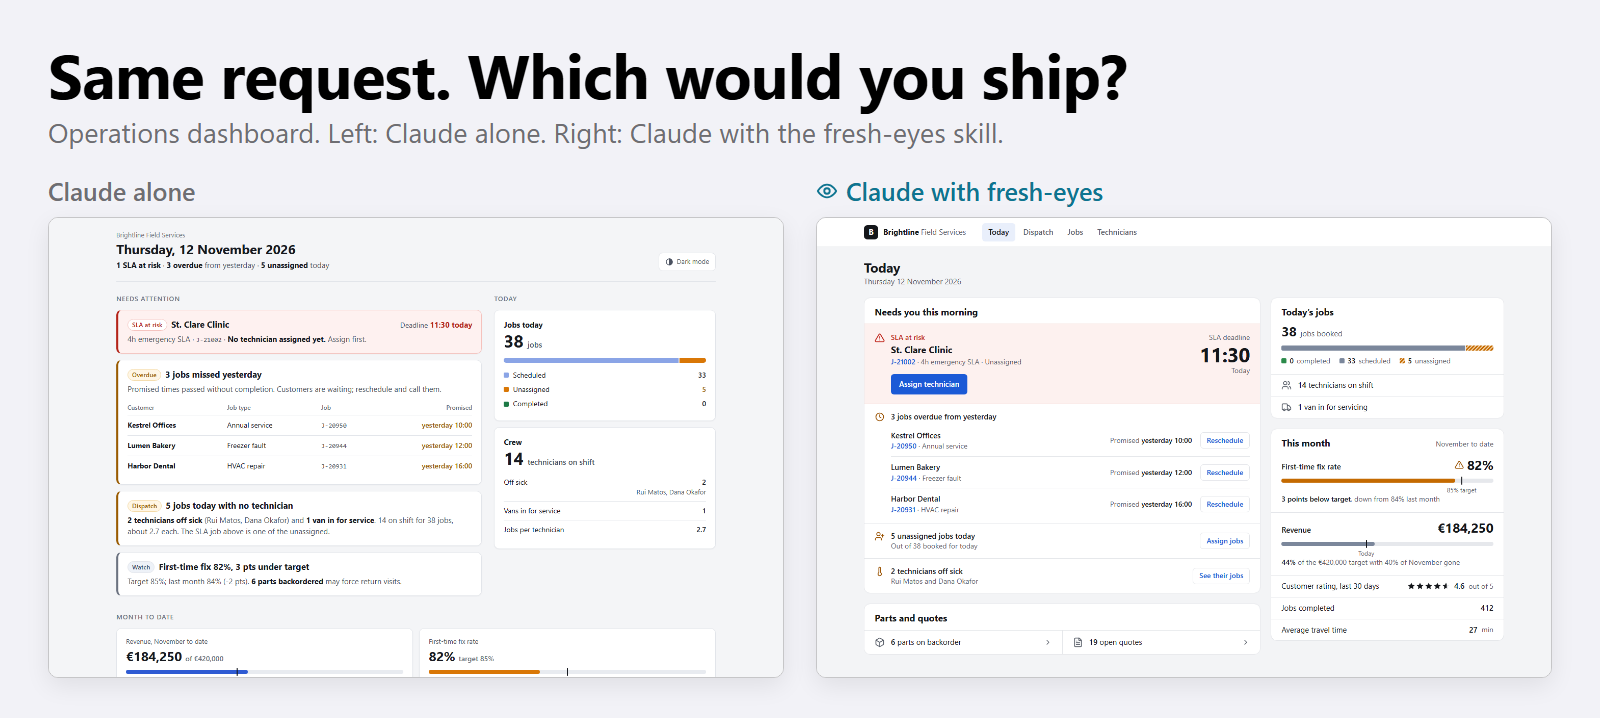 Same request. Which would you ship?
Operations dashboard. Left: Claude alone. Right: Claude with the fresh-eyes skill.
Claude alone
Brightline Field Services
Thursday, 12 November 2026
1 SLA at risk · 3 overdue from yesterday · 5 unassigned today
Dark mode
NEEDS ATTENTION
SLA at risk St. Clare Clinic Deadline 11:30 today
4h emergency SLA · J-21002 · No technician assigned yet. Assign first.
Overdue 3 jobs missed yesterday
Promised times passed without completion. Customers are waiting; reschedule and call them.
Customer Job type Job Promised
Kestrel Offices Annual service J-20950 yesterday 10:00
Lumen Bakery Freezer fault J-20944 yesterday 12:00
Harbor Dental HVAC repair J-20931 yesterday 16:00
Dispatch 5 jobs today with no technician
2 technicians off sick (Rui Matos, Dana Okafor) and 1 van in for service. 14 on shift for 38 jobs,
about 2.7 each. The SLA job above is one of the unassigned.
Watch First-time fix 82%, 3 pts under target
Target 85%; last month 84% (-2 pts). 6 parts backordered may force return visits.
TODAY
Jobs today
38 jobs
Scheduled 33
Unassigned 5
Completed 0
Crew
14 technicians on shift
Off sick 2
Rui Matos, Dana Okafor
Vans in for service 1
Jobs per technician 2.7
MONTH TO DATE
Revenue, November to date
€184,250 of €420,000
First-time fix rate
82% target 85%
Claude with fresh-eyes
B Brightline Field Services Today Dispatch Jobs Technicians
Today
Thursday 12 November 2026
Needs you this morning
SLA at risk
St. Clare Clinic
J-21002 · 4h emergency SLA · Unassigned
Assign technician
SLA deadline
11:30
Today
3 jobs overdue from yesterday
Kestrel Offices
J-20950 · Annual service
Promised yesterday 10:00 Reschedule
Lumen Bakery
J-20944 · Freezer fault
Promised yesterday 12:00 Reschedule
Harbor Dental
J-20931 · HVAC repair
Promised yesterday 16:00 Reschedule
5 unassigned jobs today
Out of 38 booked for today
Assign jobs
2 technicians off sick
Rui Matos and Dana Okafor
See their jobs
Parts and quotes
6 parts on backorder
19 open quotes
Today's jobs
38 jobs booked
0 completed 33 scheduled 5 unassigned
14 technicians on shift
1 van in for servicing
This month November to date
First-time fix rate 82%
85% target
3 points below target, down from 84% last month
Revenue €184,250
Today
44% of the €420,000 target with 40% of November gone
Customer rating, last 30 days 4.6 out of 5
Jobs completed 412
Average travel time 27 min